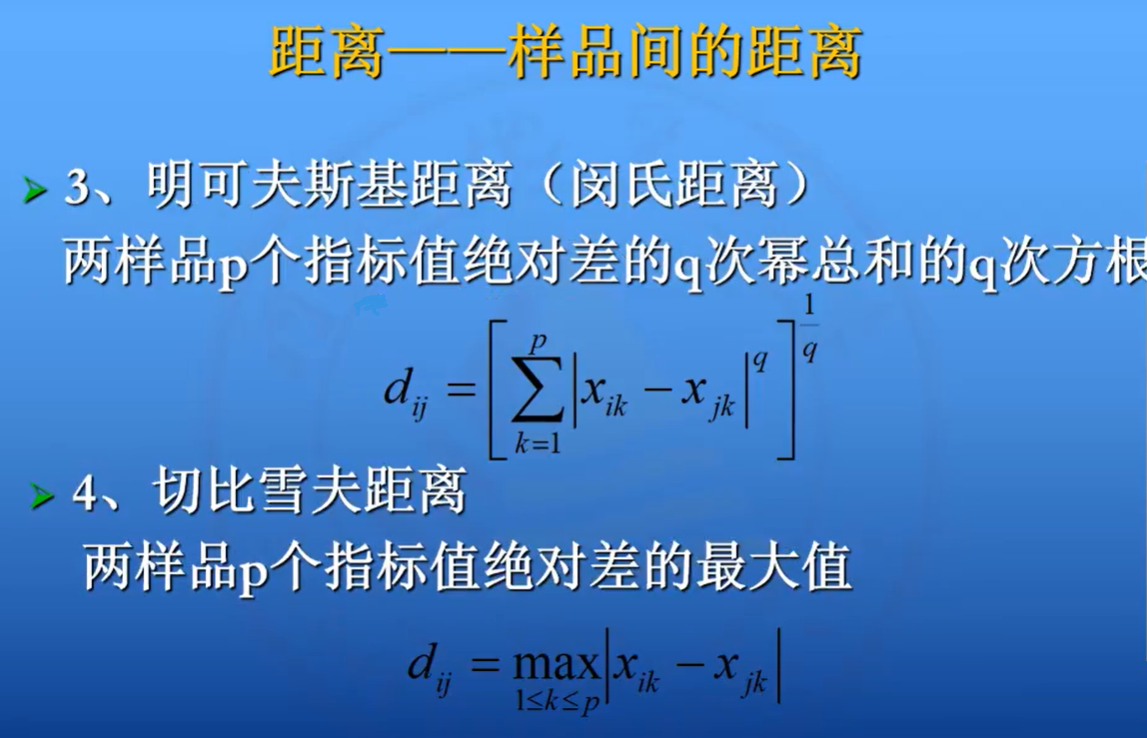 距离——样品间的距离
3、明可夫斯基距离（闵氏距离）
两样品p个指标值绝对差的q次幂总和的q次方根
d_{ij} = \left[ \sum_{k=1}^{p} \left| x_{ik} - x_{jk} \right|^{q} \right]^{\frac{1}{q}}
4、切比雪夫距离
两样品p个指标值绝对差的最大值
d_{ij} = \max_{1≤k≤p} \left| x_{ik} - x_{jk} \right|